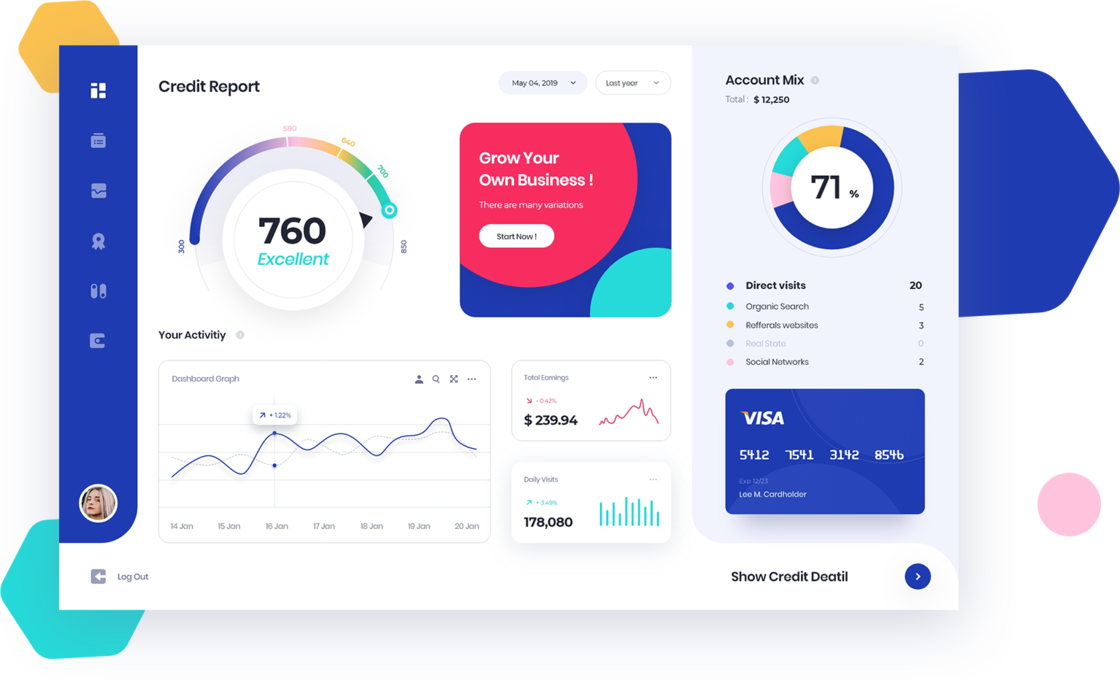 Credit Report
May 04, 2019
Last year
580
640
700
300
850
760
Excellent
Grow Your
Own Business !
There are many variations
Start Now !
Your Activitiy
Dashboard Graph
+ 1.22%
14 Jan
15 Jan
16 Jan
17 Jan
18 Jan
19 Jan
20 Jan
Total Earnings
- 0.42%
$ 239.94
Daily Visits
+3.49%
178,080
Account Mix
Total : $ 12,250
71 %
Direct visits 20
Organic Search 5
Refferals websites 3
Real State 0
Social Networks 2
VISA
5412 7541 3142 8546
Exp 12/23
Lee M. Cardholder
Log Out
Show Credit Deatil